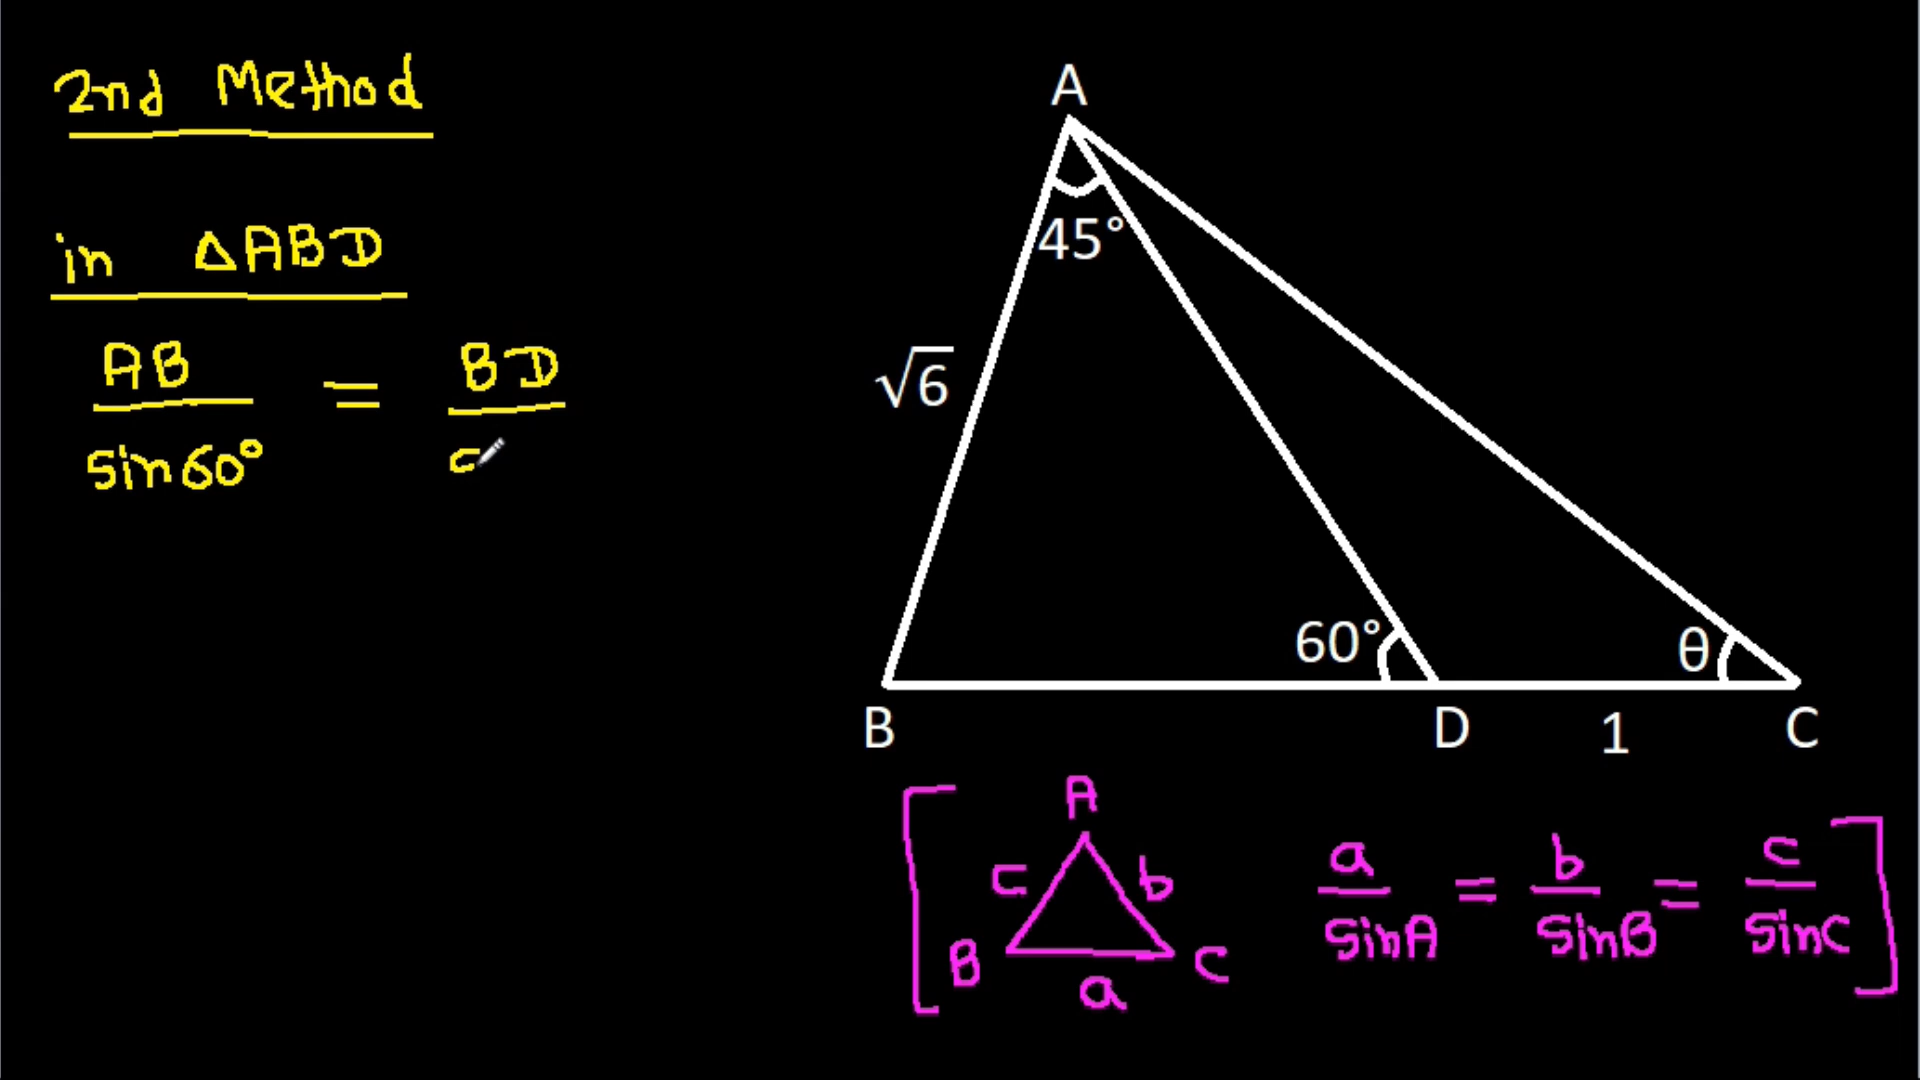 2nd Method
in ΔABD
AB/sin60° = BD/
A
45°
√6
60°
θ
B
D
1
C
A
c
b
B
C
a
a/sinA = b/sinB = c/sinC